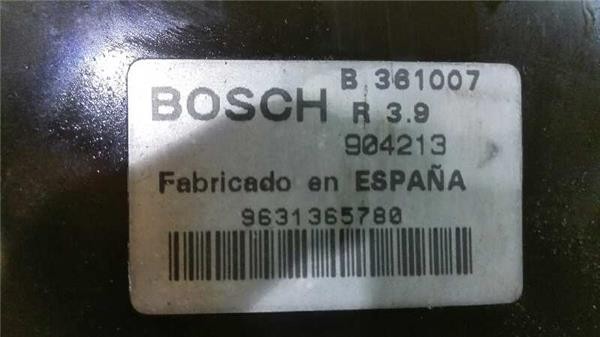 B 361007
BOSCH R 3.9
904213
Fabricado en ESPAÑA
9631365780